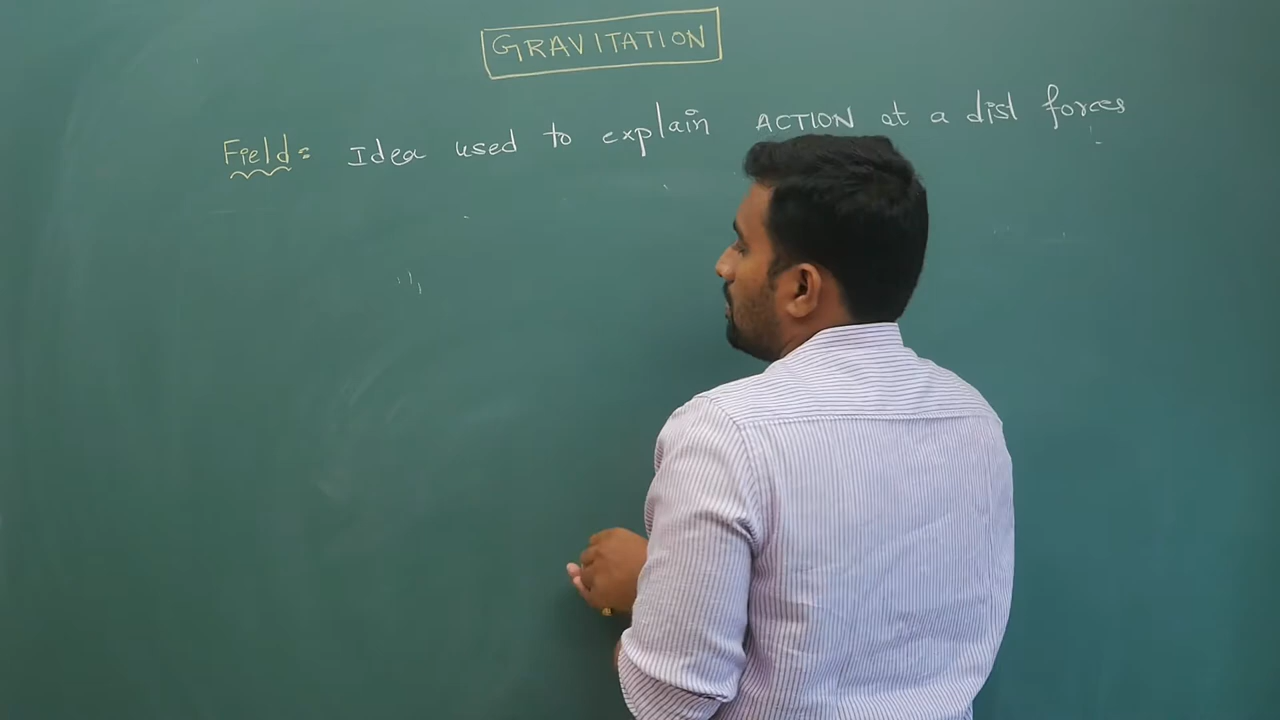 GRAVITATION
Field: Idea used to explain ACTION at a dist forces